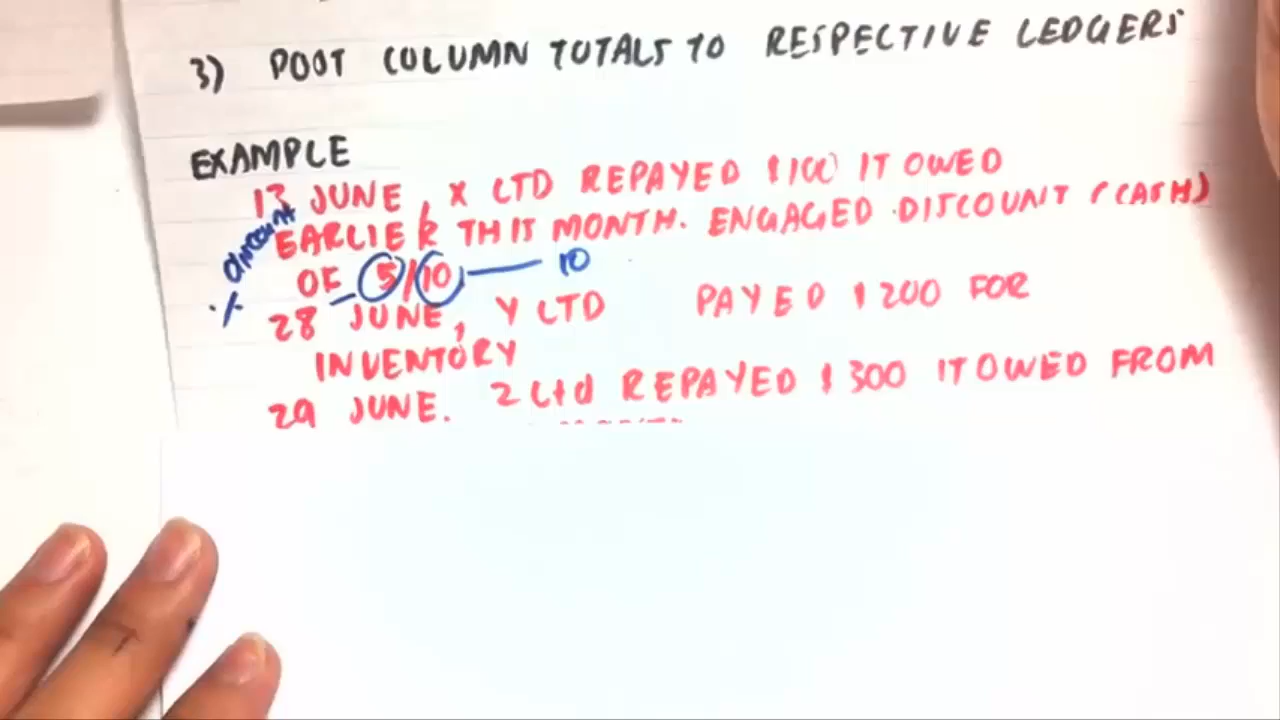 3) POST COLUMN TOTALS TO RESPECTIVE LEDGERS
EXAMPLE
13 JUNE, X LTD REPAYED $100 IT OWED
EARLIER THIS MONTH. ENGAGED DISCOUNT (CASH)
OF 5/10 10
% amount
28 JUNE, Y LTD PAYED $200 FOR
INVENTORY
29 JUNE. Z Ltd REPAYED $300 IT OWED FROM